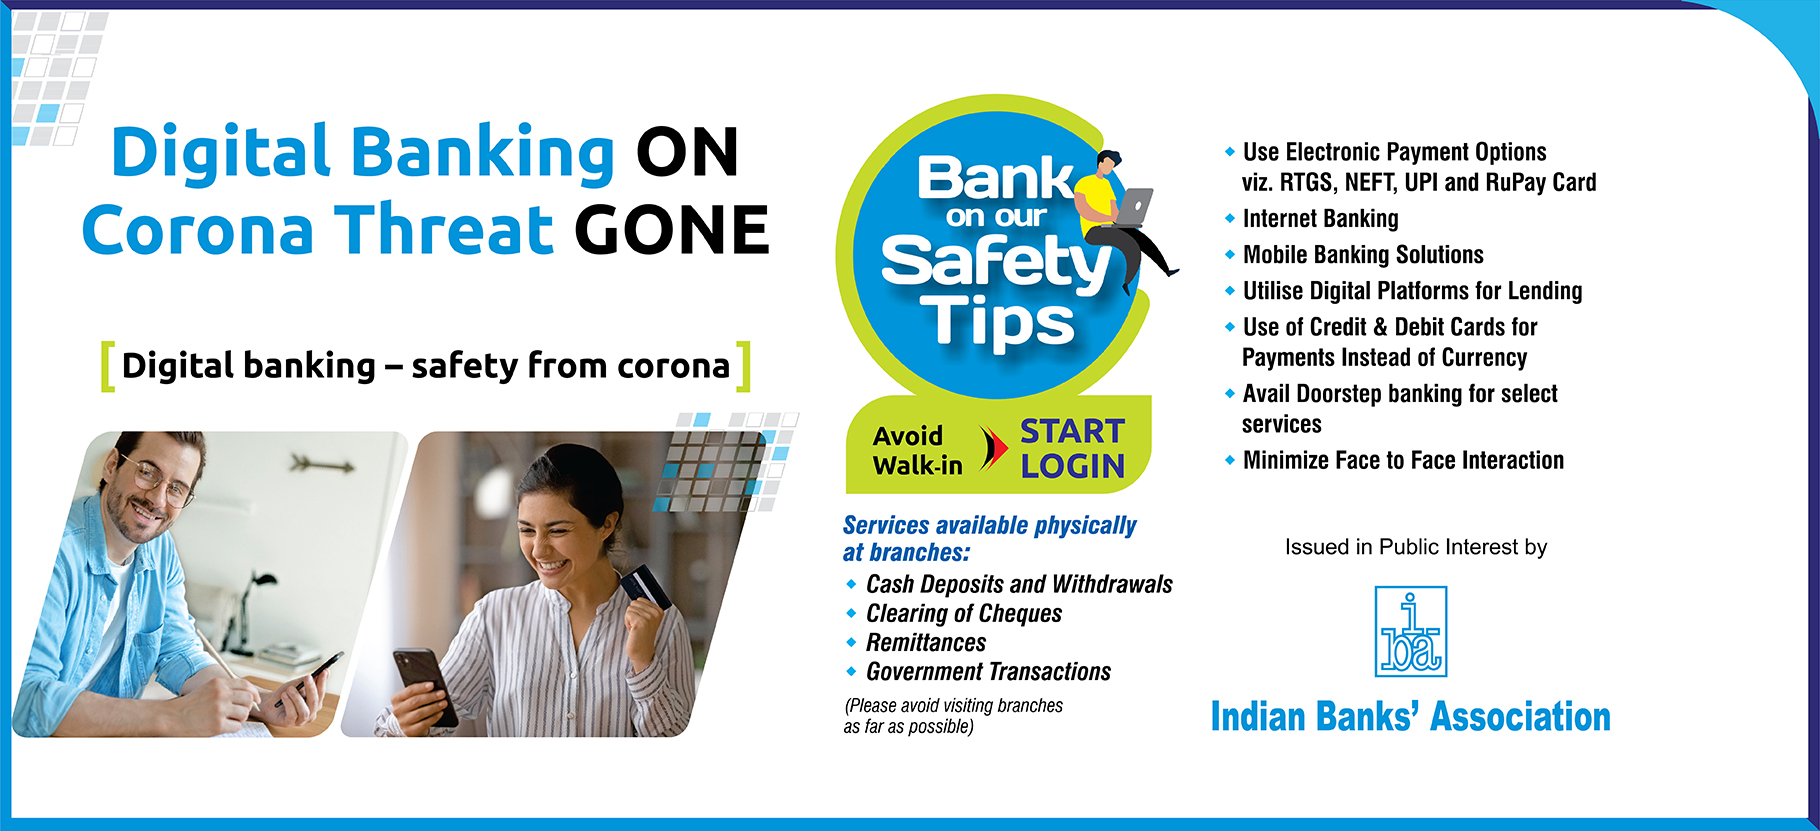 Digital Banking ON
Corona Threat GONE
[ Digital banking – safety from corona ]
Bank
on our
Safety
Tips
Avoid
Walk-in
START
LOGIN
Services available physically
at branches:
Cash Deposits and Withdrawals
Clearing of Cheques
Remittances
Government Transactions
(Please avoid visiting branches
as far as possible)
Use Electronic Payment Options
viz. RTGS, NEFT, UPI and RuPay Card
Internet Banking
Mobile Banking Solutions
Utilise Digital Platforms for Lending
Use of Credit & Debit Cards for
Payments Instead of Currency
Avail Doorstep banking for select
services
Minimize Face to Face Interaction
Issued in Public Interest by
iba
Indian Banks' Association